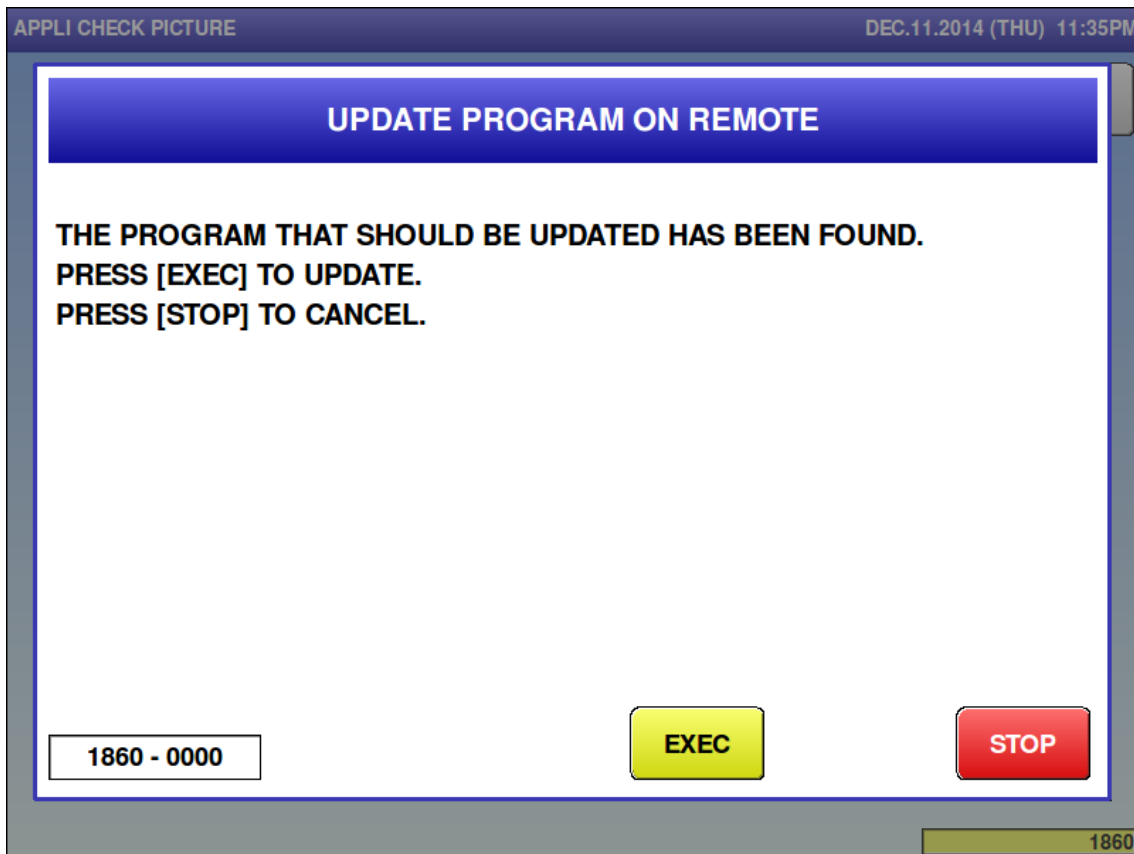 APPLI CHECK PICTURE
DEC.11.2014 (THU) 11:35PM
UPDATE PROGRAM ON REMOTE
THE PROGRAM THAT SHOULD BE UPDATED HAS BEEN FOUND.
PRESS [EXEC] TO UPDATE.
PRESS [STOP] TO CANCEL.
1860 - 0000
EXEC
STOP
1860